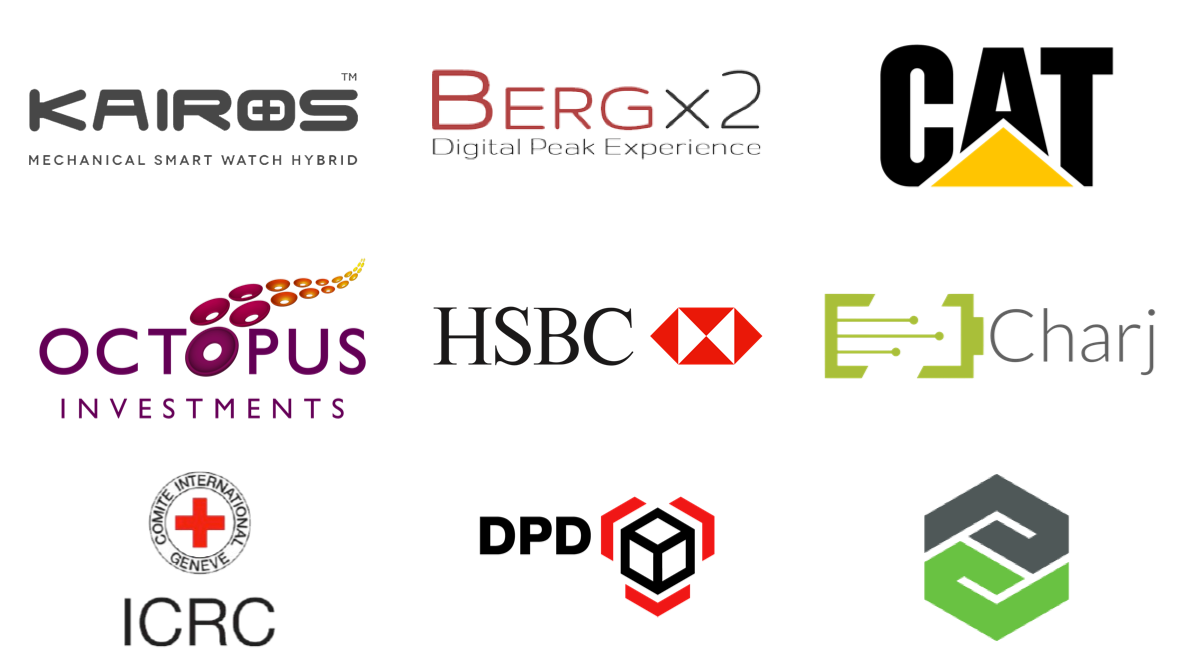 KAIROS™
MECHANICAL SMART WATCH HYBRID
BERGx2
Digital Peak Experience
CAT
OCTOPUS
INVESTMENTS
HSBC
Charj
COMITE INTERNATIONAL
GENEVE
ICRC
DPD